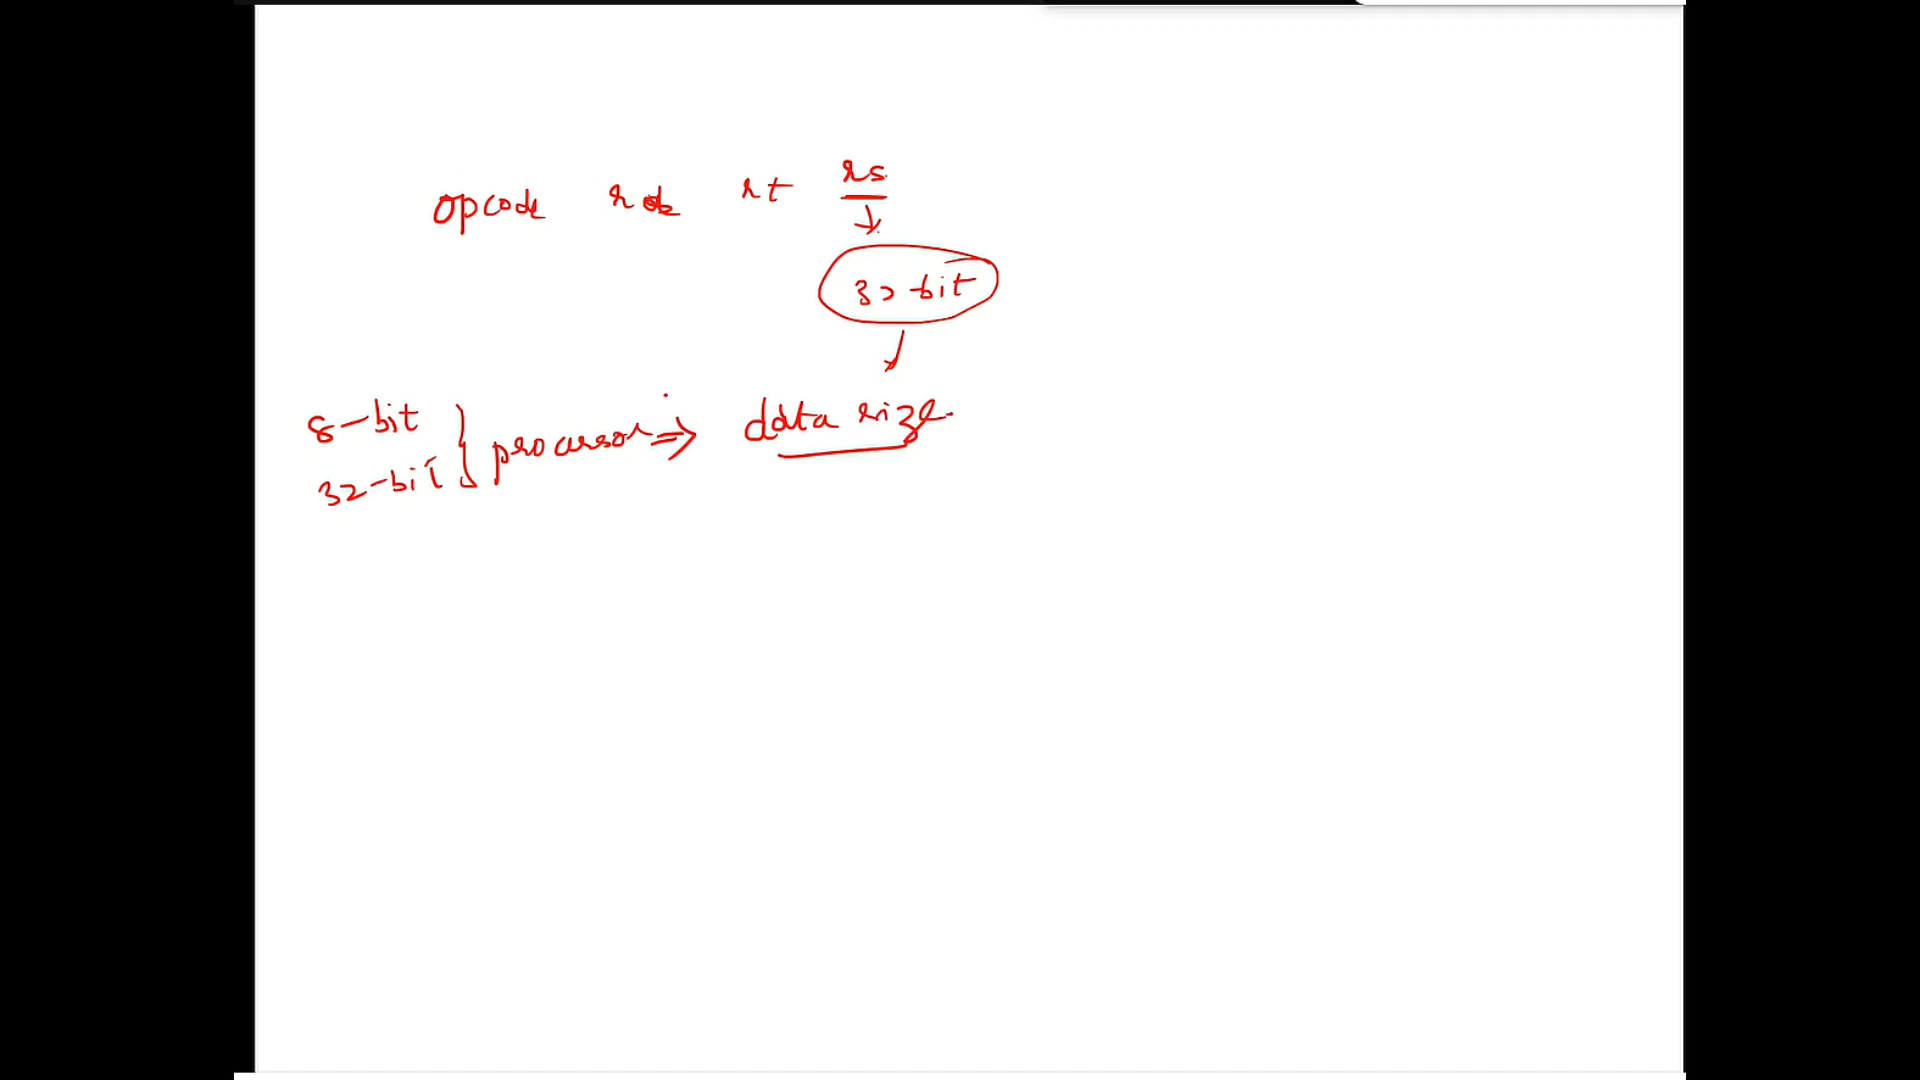 opcode rd rt rs
32-bit
8-bit
32-bit } processor => data size